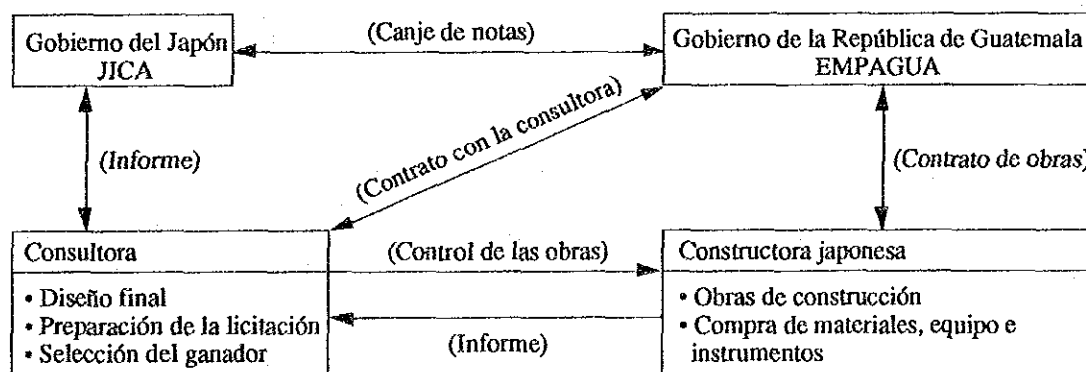 Gobierno del Japón
JICA
(Canje de notas)
Gobierno de la República de Guatemala
EMPAGUA
(Informe)
(Contrato con la consultora)
(Contrato de obras)
Consultora
• Diseño final
• Preparación de la licitación
• Selección del ganador
(Control de las obras)
(Informe)
Constructora japonesa
• Obras de construcción
• Compra de materiales, equipo e
instrumentos